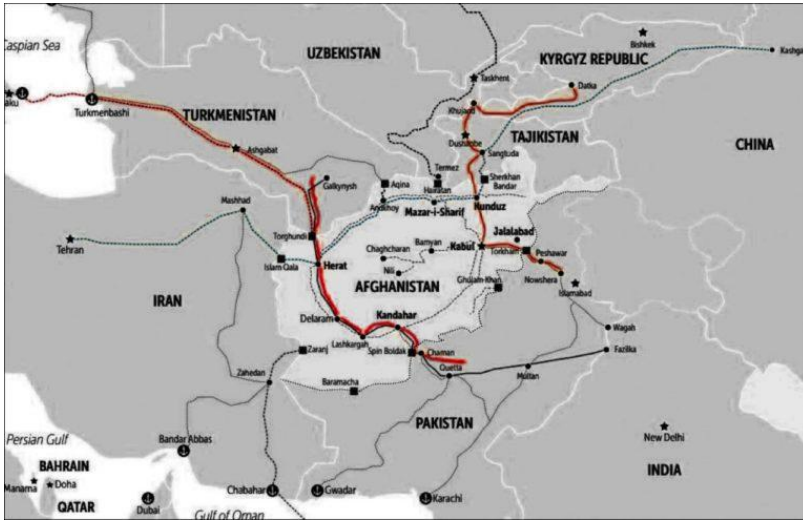 Caspian Sea
UZBEKISTAN
Bishkek
KYRGYZ REPUBLIC
Kashga
Taskhent
Datka
aku
Turkmenbashi
TURKMENISTAN
Khujand
Dushanbe
TAJIKISTAN
CHINA
Ashgabat
Sangtuda
Termez
Galkynysh
Aqina
Hairatan
Sherkhan
Bandar
Mashhad
Andkhoy
Mazar-i-Sharif
Kunduz
Tehran
Torghundi
Jalalabad
Chaghcharan
Bamyan
Kabul
Torkham
Peshawar
Islam Qala
Herat
Nili
Nowshera
Islamabad
AFGHANISTAN
Ghulam Khan
IRAN
Delaram
Kandahar
Wagah
Lashkargah
Zaranj
Spin Boldak
Chaman
Fazilka
Zahedan
Baramacha
Quetta
Multan
PAKISTAN
New Delhi
Persian Gulf
Bandar Abbas
BAHRAIN
INDIA
Manama
Doha
Chabahar
Gwadar
Karachi
QATAR
Dubai
Gulf of Oman